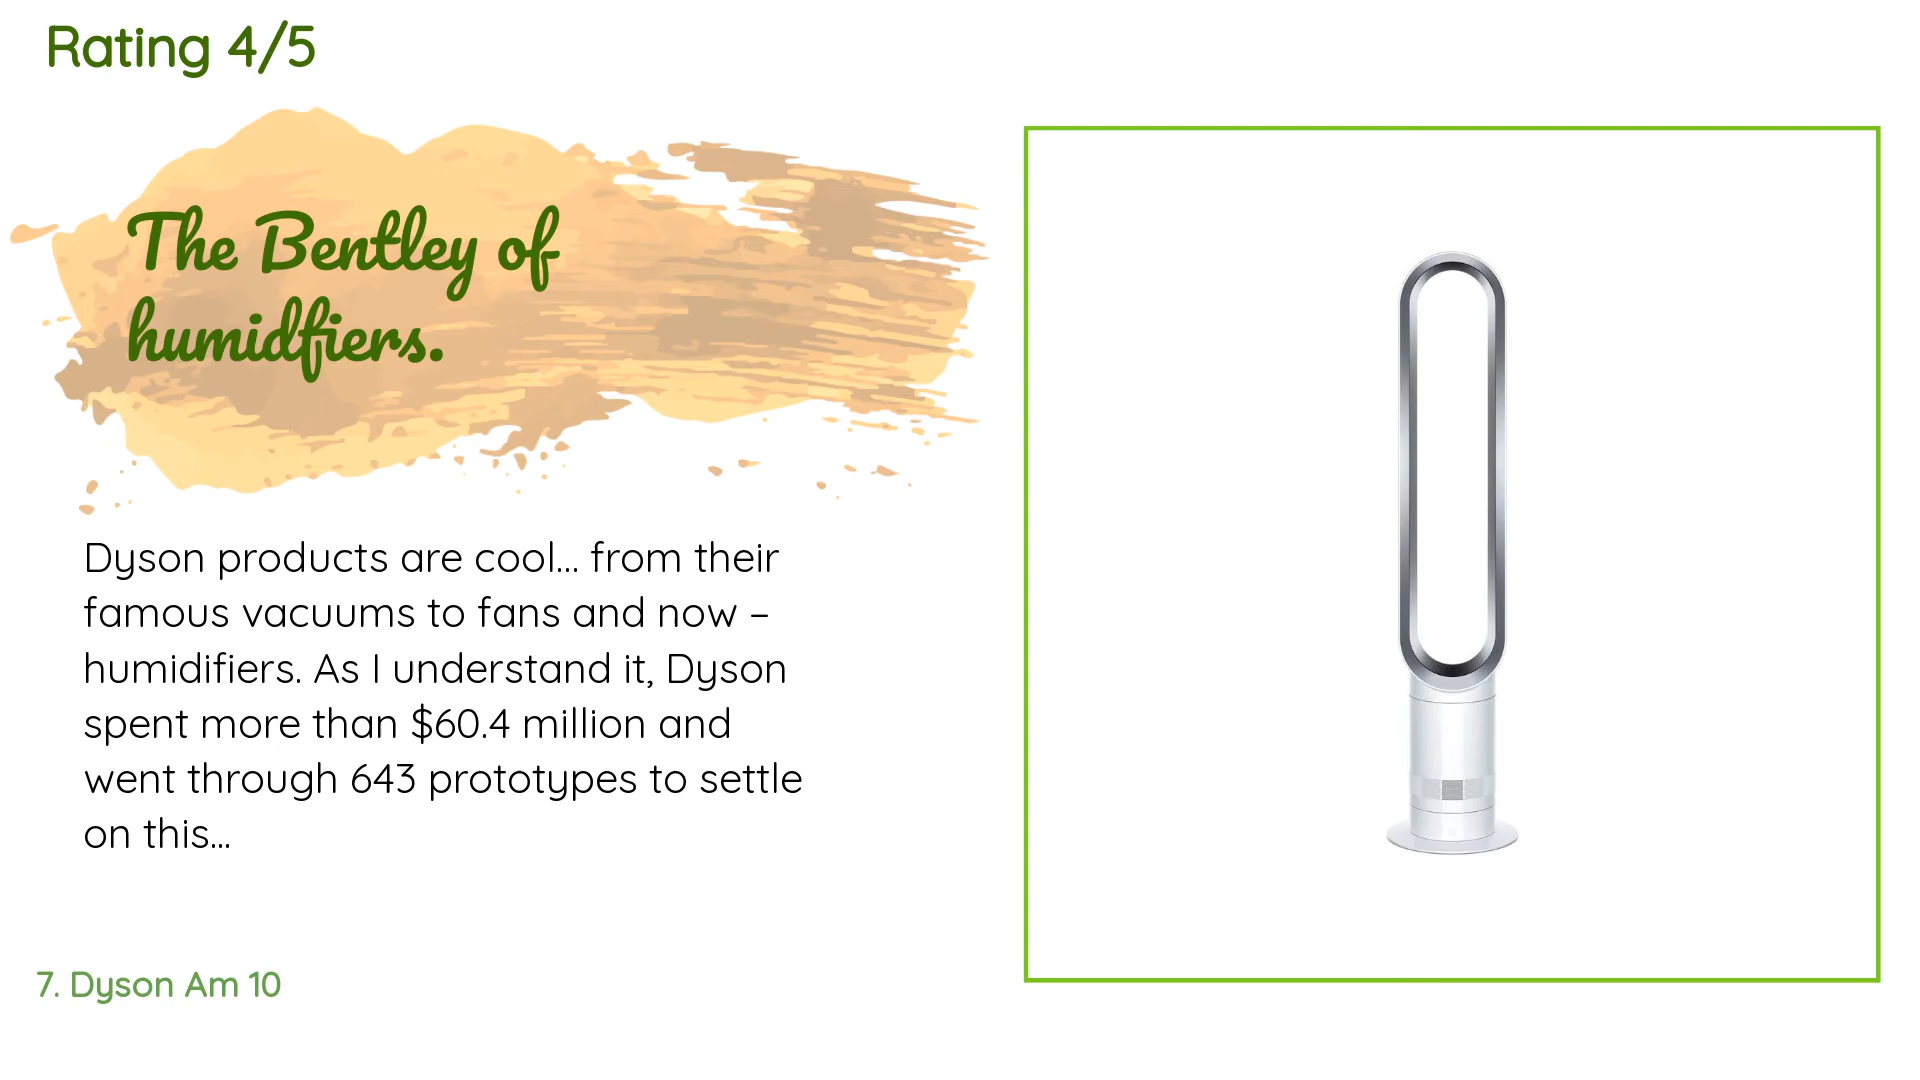 Rating 4/5
The Bentley of
humidfiers.
Dyson products are cool... from their
famous vacuums to fans and now –
humidifiers. As I understand it, Dyson
spent more than $60.4 million and
went through 643 prototypes to settle
on this...
7. Dyson Am 10